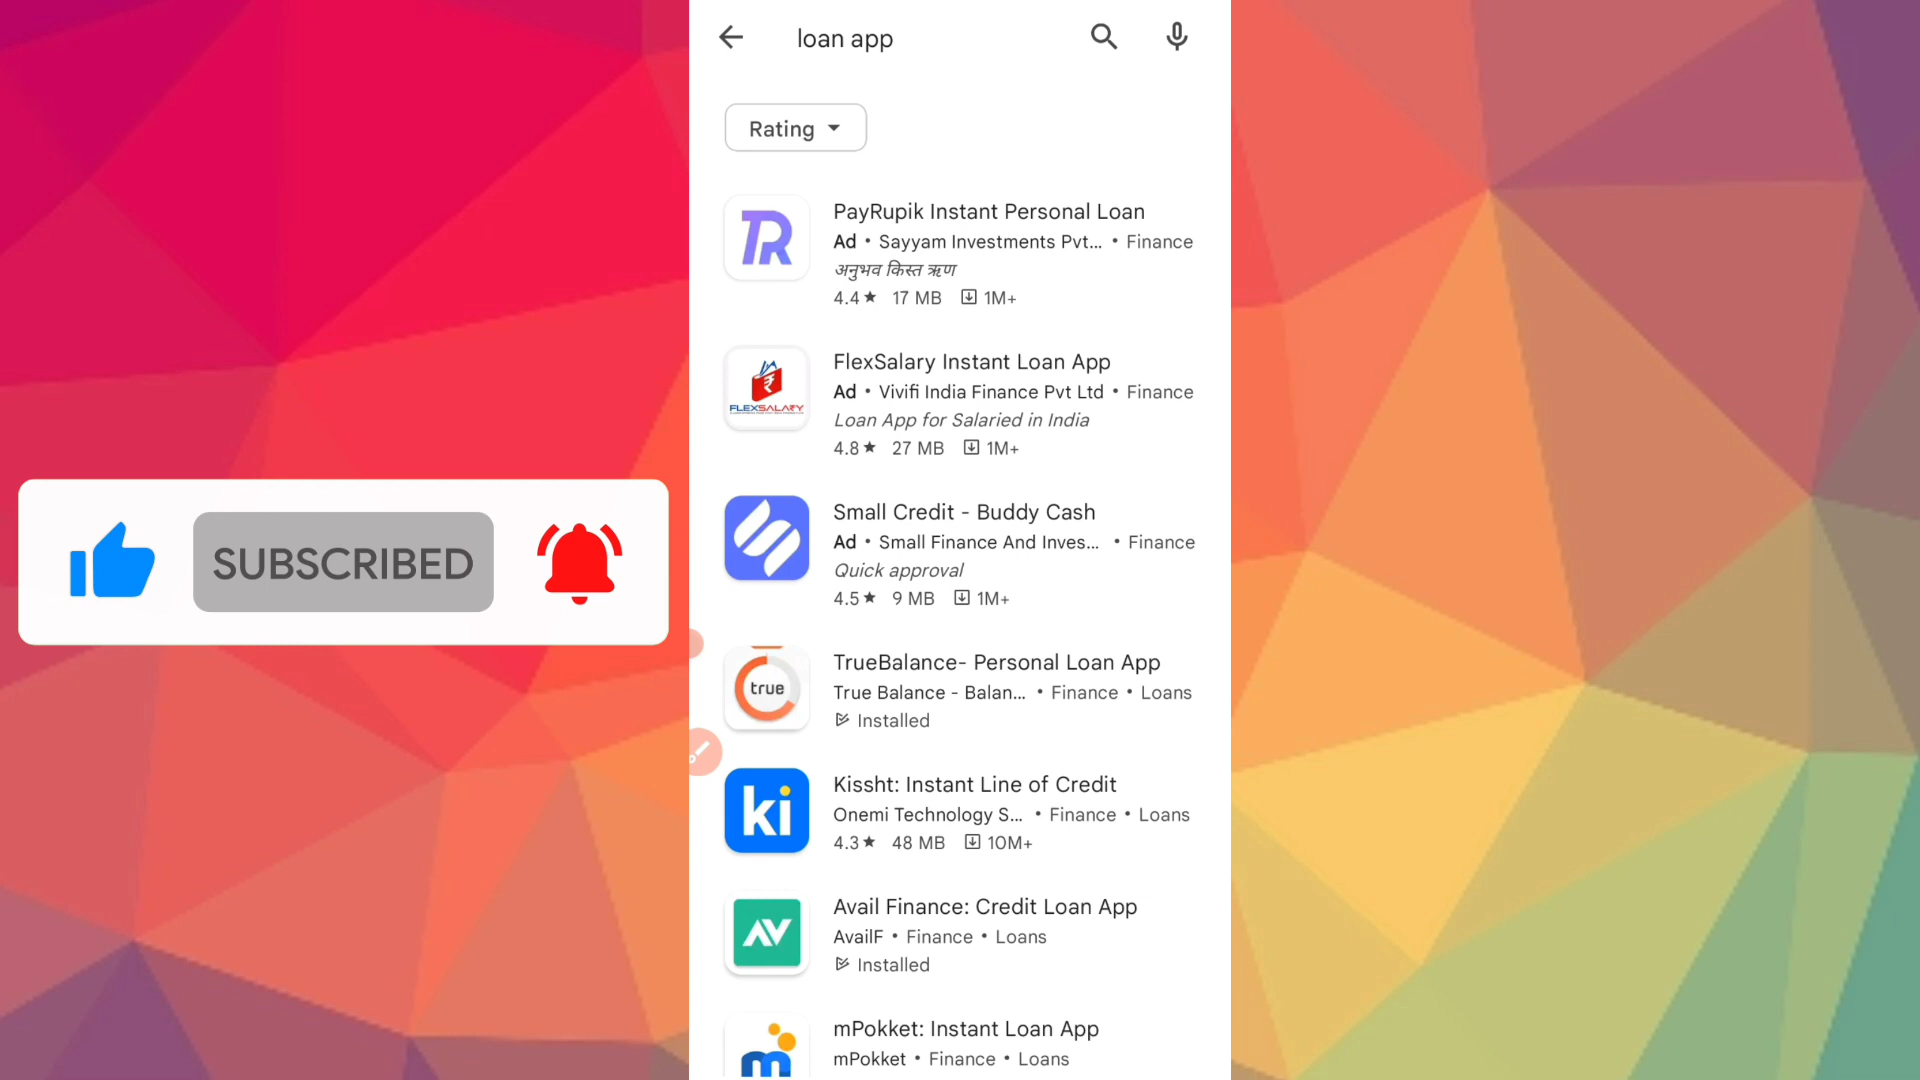 loan app
Rating
PayRupik Instant Personal Loan
Ad • Sayyam Investments Pvt... • Finance
अनुभव किस्त ऋण
4.4★ 17 MB 1M+
FLEXSALARY
FlexSalary Instant Loan App
Ad • Vivifi India Finance Pvt Ltd • Finance
Loan App for Salaried in India
4.8★ 27 MB 1M+
Small Credit - Buddy Cash
Ad • Small Finance And Inves... • Finance
Quick approval
4.5★ 9 MB 1M+
SUBSCRIBED
true
TrueBalance- Personal Loan App
True Balance - Balan... • Finance • Loans
Installed
ki
Kissht: Instant Line of Credit
Onemi Technology S... • Finance • Loans
4.3★ 48 MB 10M+
Avail Finance: Credit Loan App
AvailF • Finance • Loans
Installed
mPokket: Instant Loan App
mPokket • Finance • Loans